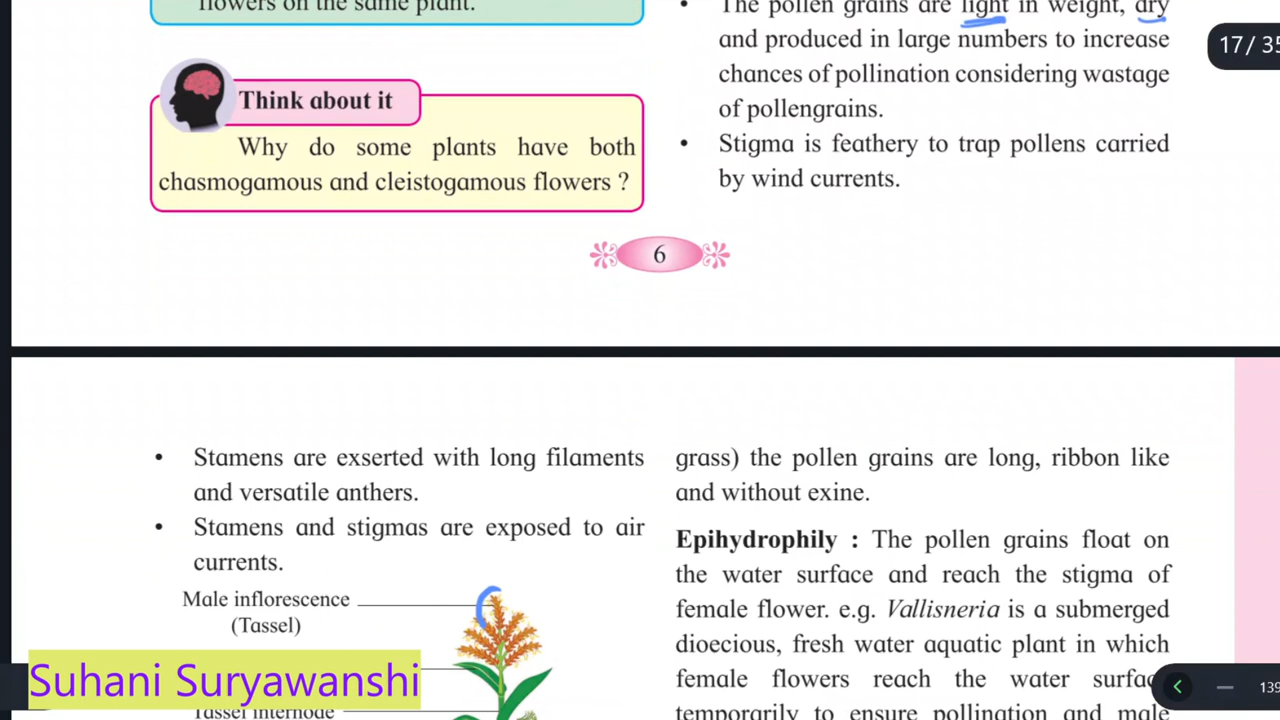 flowers on the same plant.
Think about it
Why do some plants have both
chasmogamous and cleistogamous flowers ?
• The pollen grains are light in weight, dry
and produced in large numbers to increase
chances of pollination considering wastage
of pollengrains.
• Stigma is feathery to trap pollens carried
by wind currents.
17/ 35
6
• Stamens are exserted with long filaments
and versatile anthers.
• Stamens and stigmas are exposed to air
currents.
Male inflorescence
(Tassel)
Tassel internode
grass) the pollen grains are long, ribbon like
and without exine.
Epihydrophily : The pollen grains float on
the water surface and reach the stigma of
female flower. e.g. Vallisneria is a submerged
dioecious, fresh water aquatic plant in which
female flowers reach the water surface
temporarily to ensure pollination and male
Suhani Suryawanshi
139